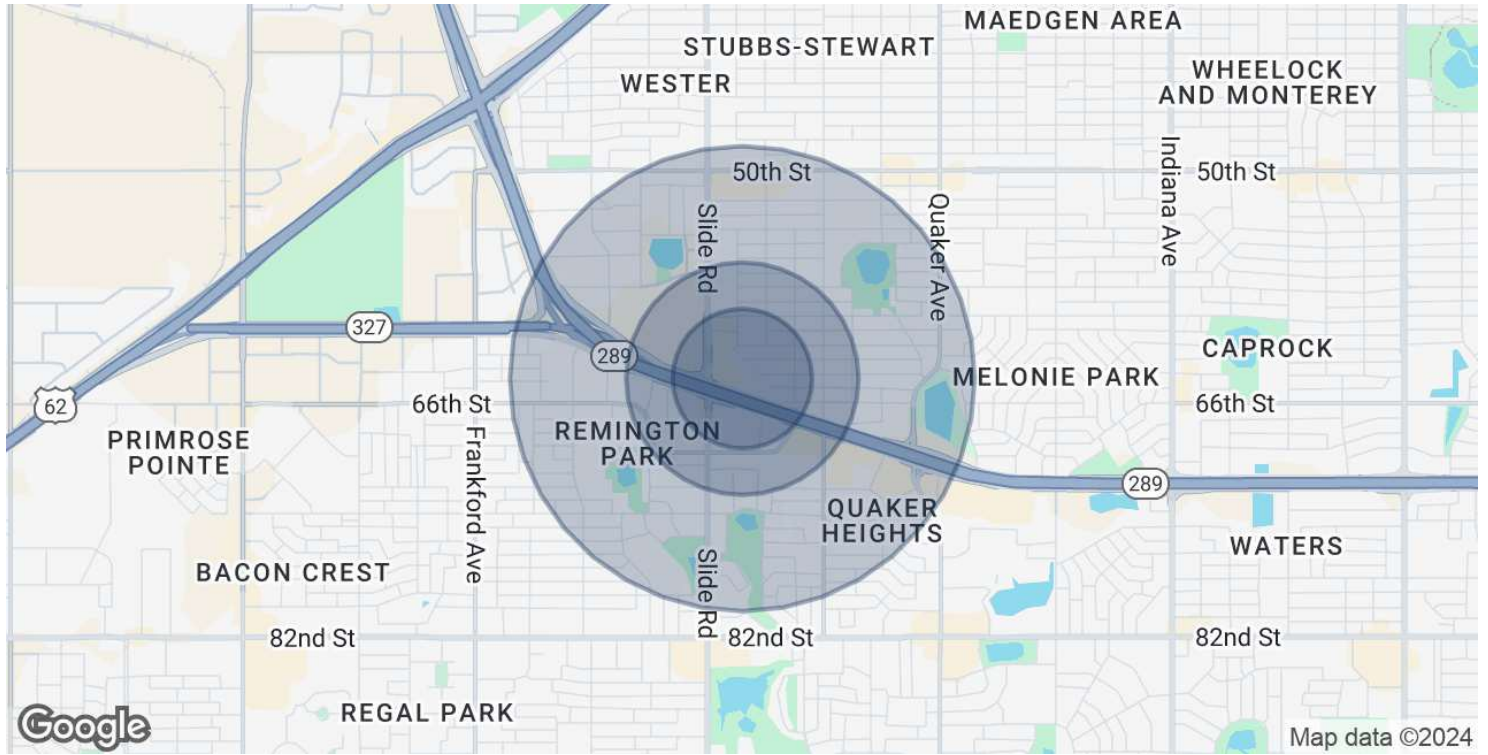 MAEDGEN AREA
STUBBS-STEWART
WESTER
WHEELOCK
AND MONTEREY
50th St
50th St
Slide Rd
Quaker Ave
Indiana Ave
327
289
CAPROCK
62
66th St
MELONIE PARK
66th St
PRIMROSE
POINTE
REMINGTON
PARK
Frankford Ave
289
QUAKER
HEIGHTS
WATERS
BACON CREST
Slide Rd
82nd St
82nd St
82nd St
REGAL PARK
Google
Map data ©2024